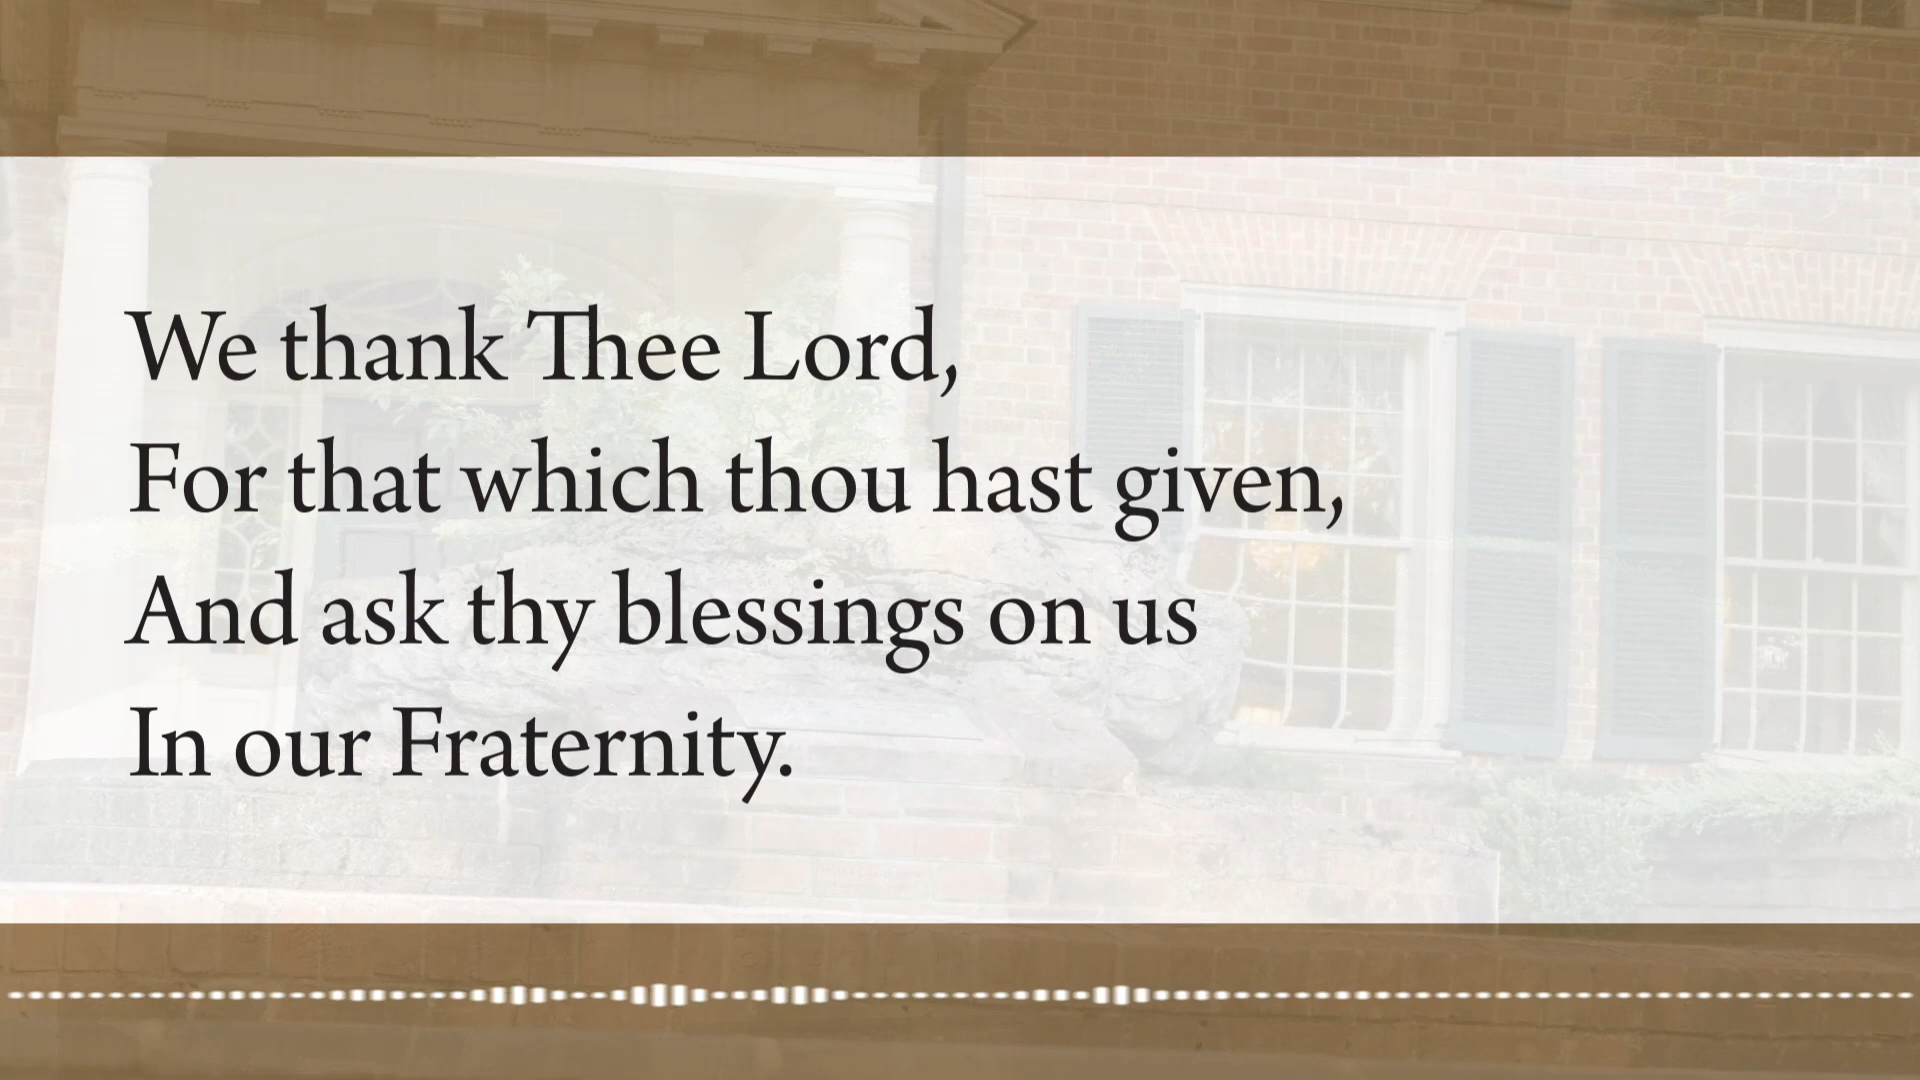 We thank Thee Lord,
For that which thou hast given,
And ask thy blessings on us
In our Fraternity.